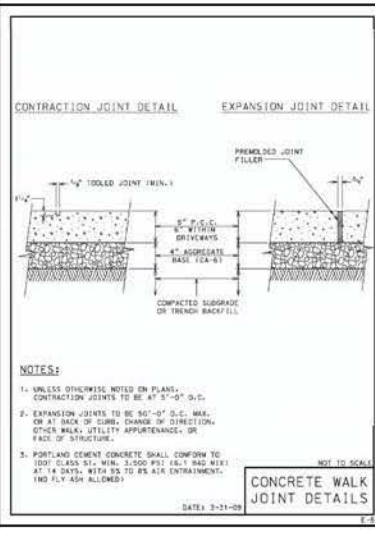 CONTRACTION JOINT DETAIL
EXPANSION JOINT DETAIL
PREMOLDED JOINT
FILLER
TOOLED JOINT (MIN.)
5" P.C.C.
6" WITHIN
DRIVEWAYS
4" AGGREGATE
BASE (CA-6)
COMPACTED SUBGRADE
OR TRENCH BACKFILL
NOTES:
1. UNLESS OTHERWISE NOTED ON PLANS,
CONTRACTION JOINTS TO BE AT 5'-0" O.C.
2. EXPANSION JOINTS TO BE 50'-0" O.C. MAX.
OR AT BACK OF CURB, CHANGE OF DIRECTION,
OTHER WALK, UTILITY APPURTENANCE, OR
FACE OF STRUCTURE.
3. PORTLAND CEMENT CONCRETE SHALL CONFORM TO
IDOT CLASS SI, MIN. 3,500 PSI (6.1 BAG MIX)
AT 14 DAYS, WITH 5% TO 8% AIR ENTRAINMENT.
(NO FLY ASH ALLOWED)
NOT TO SCALE
CONCRETE WALK
JOINT DETAILS
DATE: 3-31-09